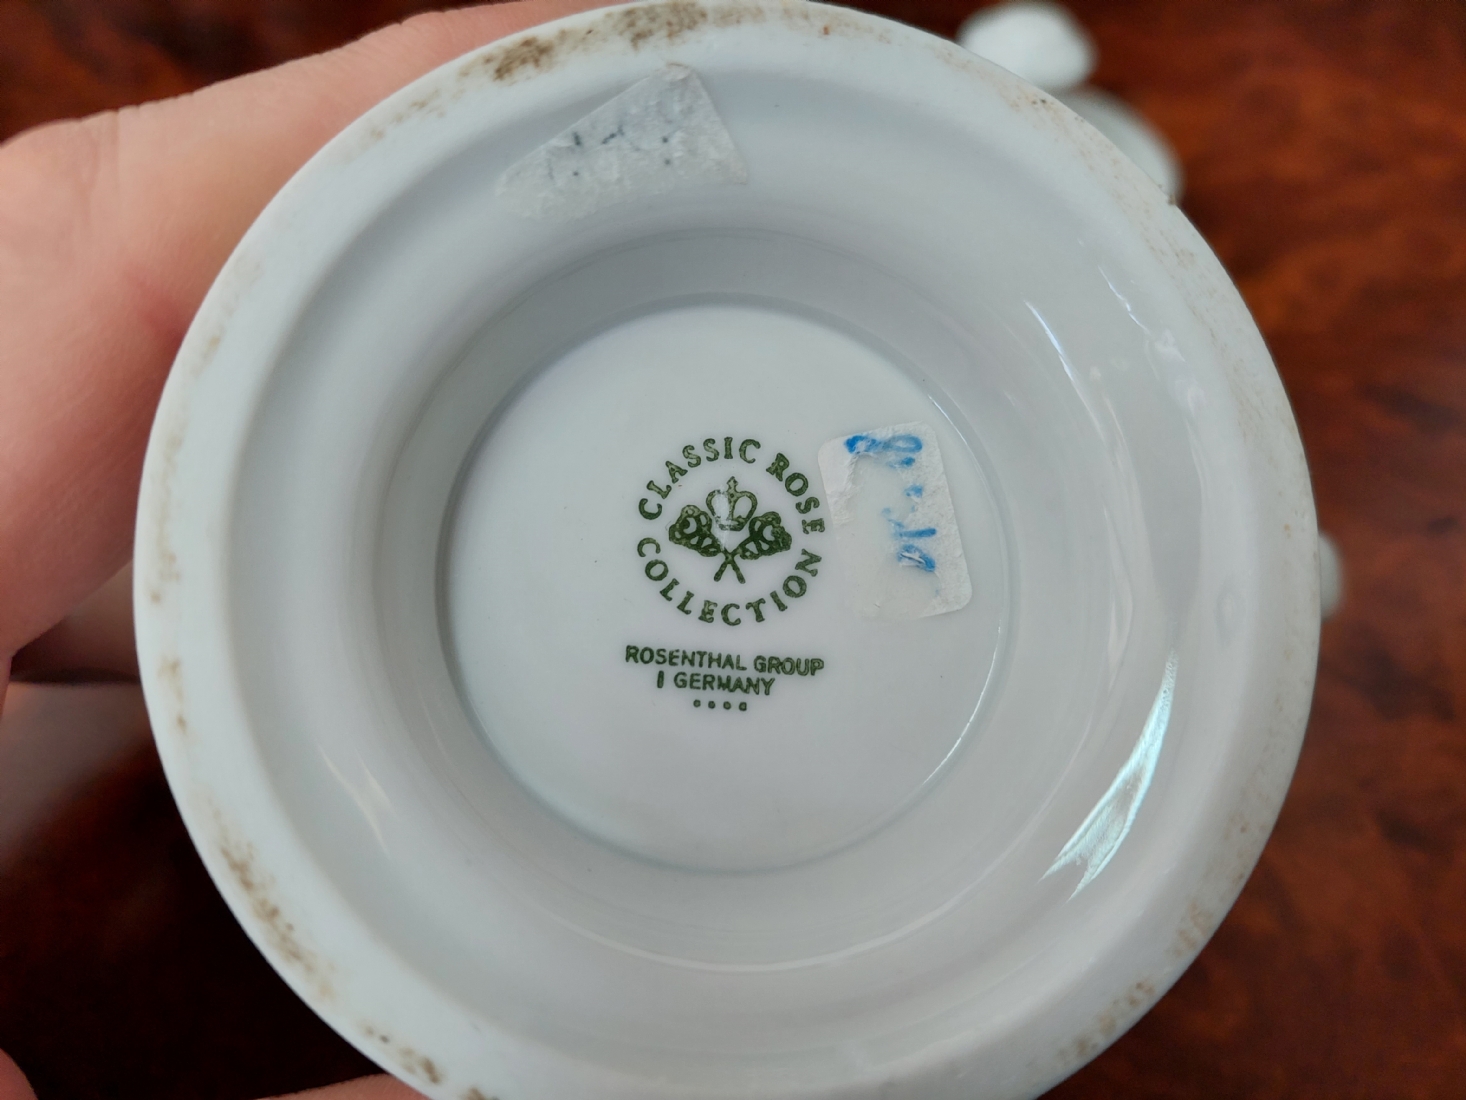 CLASSIC ROSE
COLLECTION
ROSENTHAL GROUP
GERMANY